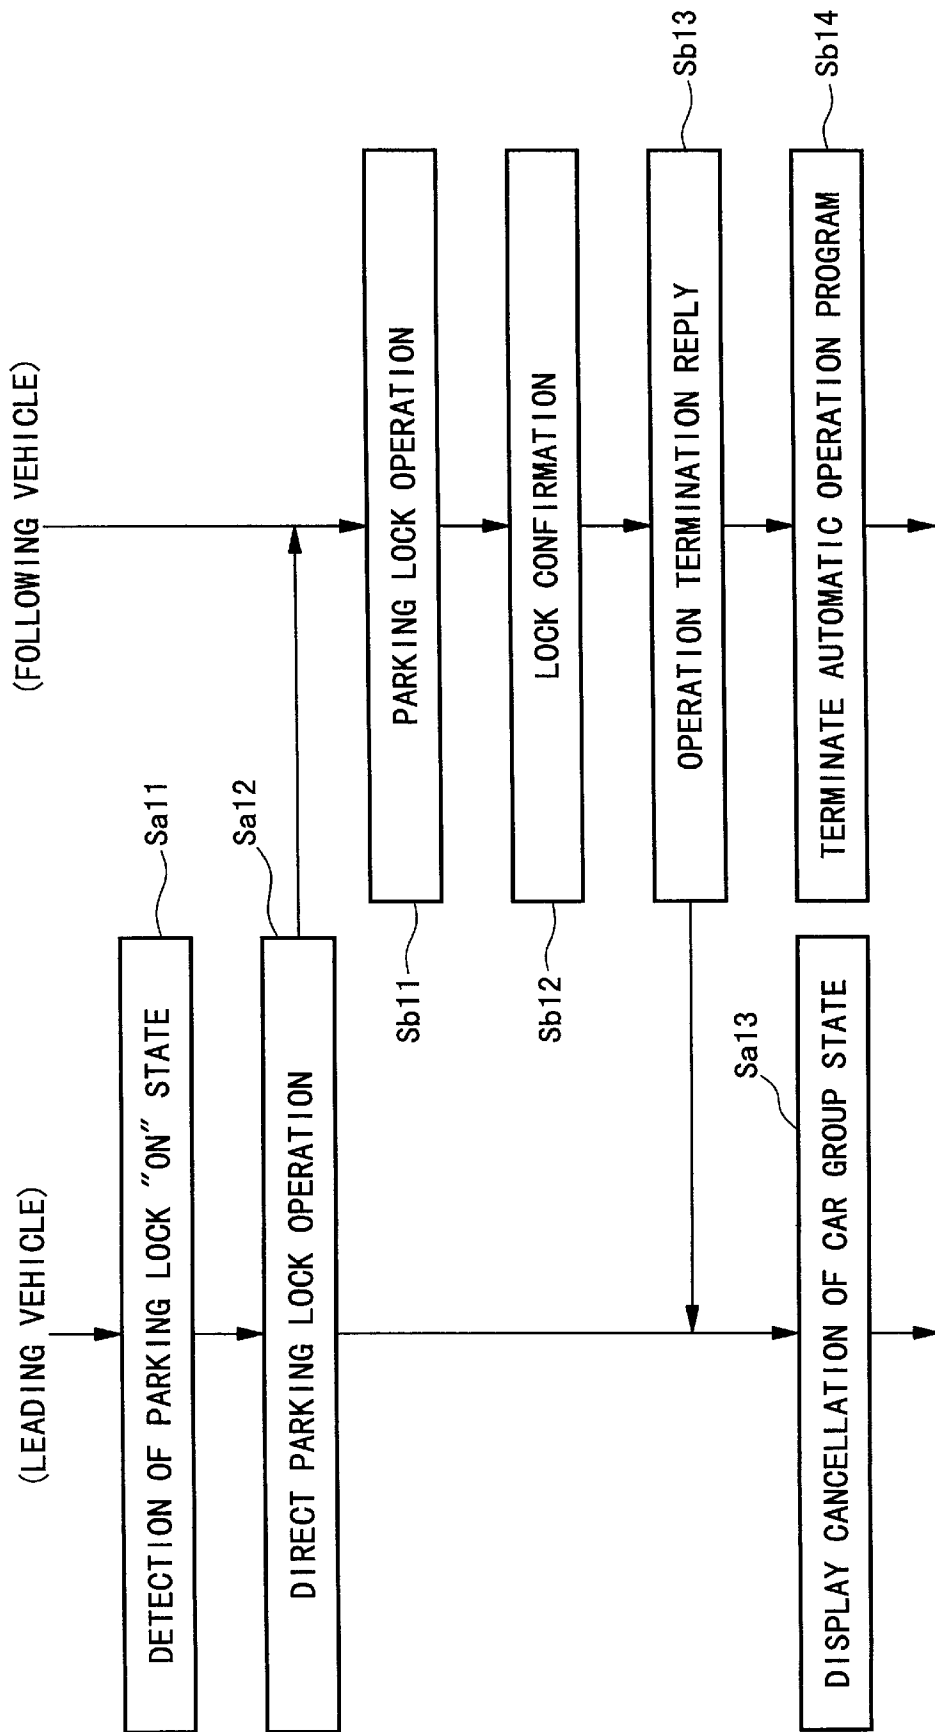 (LEADING VEHICLE)
DETECTION OF PARKING LOCK "ON" STATE
Sa11
DIRECT PARKING LOCK OPERATION
Sa12
DISPLAY CANCELLATION OF CAR GROUP STATE
Sa13
(FOLLOWING VEHICLE)
PARKING LOCK OPERATION
Sb11
LOCK CONFIRMATION
Sb12
OPERATION TERMINATION REPLY
Sb13
TERMINATE AUTOMATIC OPERATION PROGRAM
Sb14